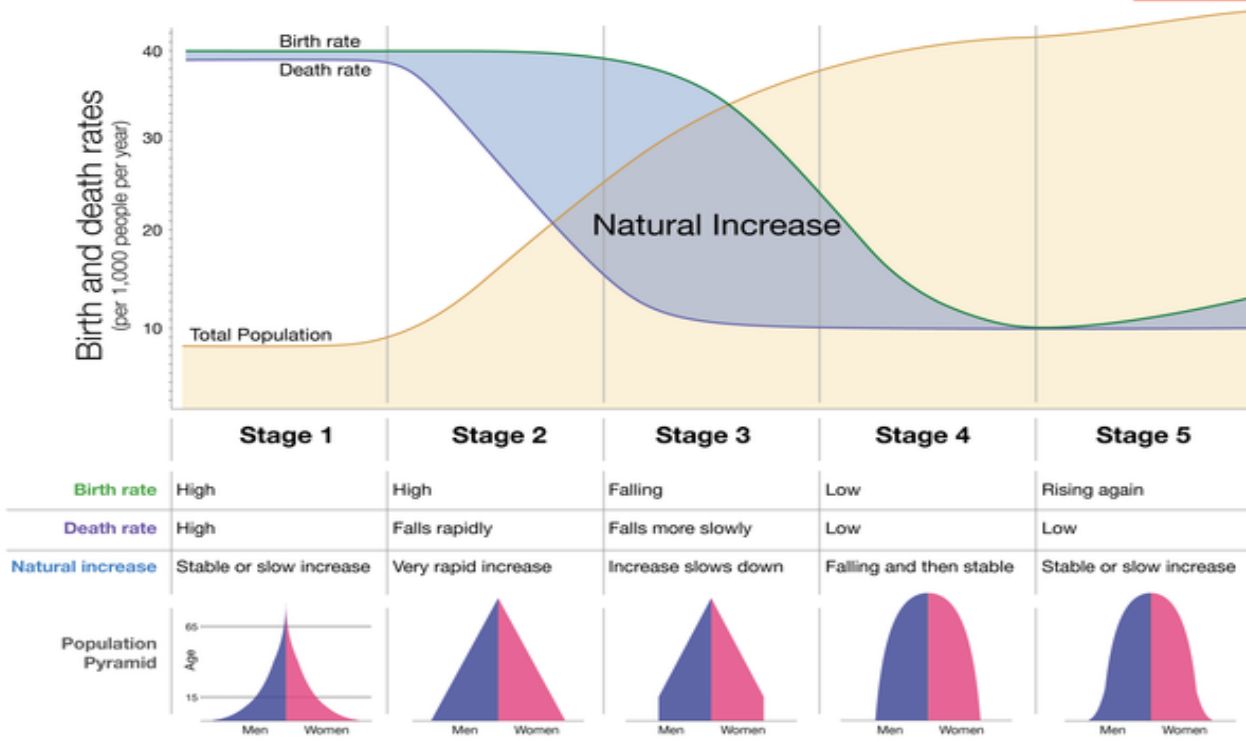 Birth and death rates
(per 1,000 people per year)
40
30
20
10
Birth rate
Death rate
Total Population
Natural Increase
Stage 1 Stage 2 Stage 3 Stage 4 Stage 5
Birth rate High High Falling Low Rising again
Death rate High Falls rapidly Falls more slowly Low Low
Natural increase Stable or slow increase Very rapid increase Increase slows down Falling and then stable Stable or slow increase
Population
Pyramid
65
Age
15
Men Women Men Women Men Women Men Women Men Women